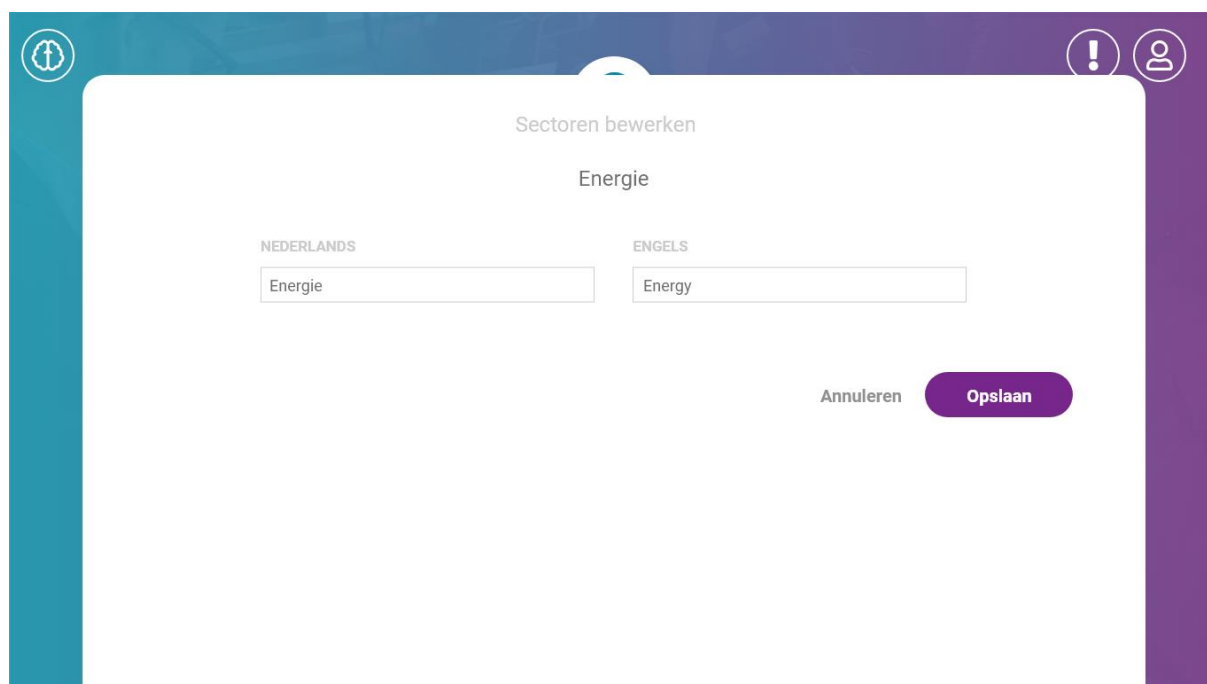 Sectoren bewerken
Energie
NEDERLANDS
ENGELS
Energie
Energy
Annuleren
Opslaan